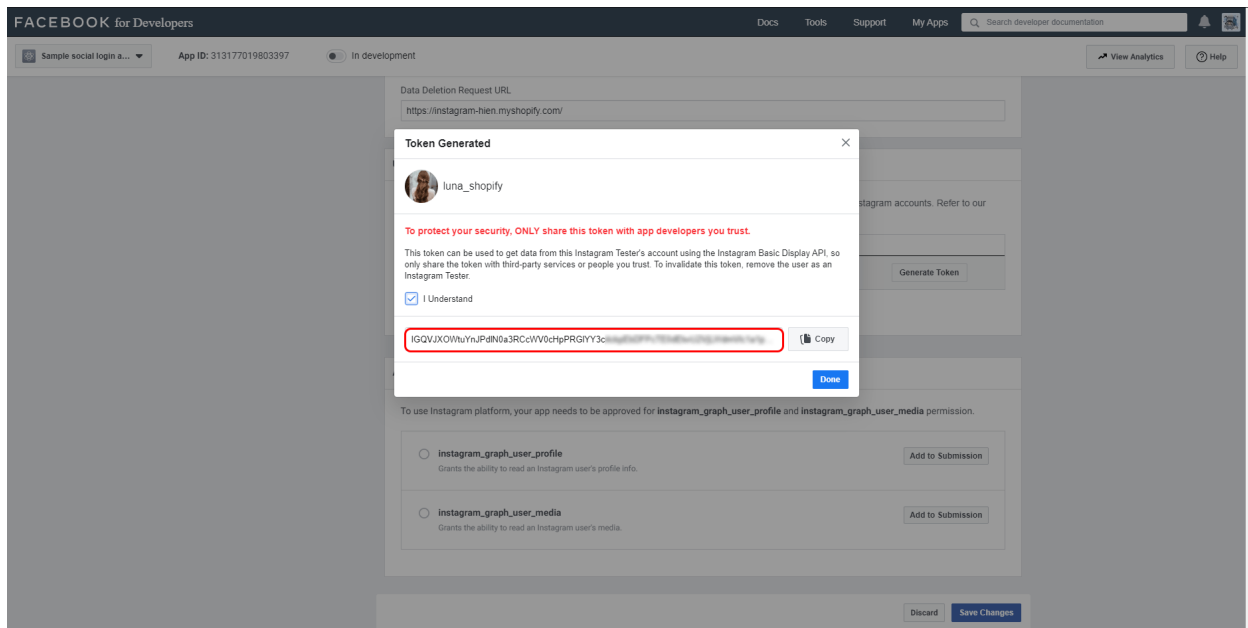 FACEBOOK for Developers
Docs Tools Support My Apps Search developer documentation
Sample social login a... App ID: 313177019803397 In development View Analytics Help
Data Deletion Request URL
https://instagram-hien.myshopify.com/
Token Generated
luna_shopify
stagram accounts. Refer to our
To protect your security, ONLY share this token with app developers you trust.
This token can be used to get data from this Instagram Tester's account using the Instagram Basic Display API, so
only share the token with third-party services or people you trust. To invalidate this token, remove the user as an
Instagram Tester.
Generate Token
I Understand
Copy
Done
To use Instagram platform, your app needs to be approved for instagram_graph_user_profile and instagram_graph_user_media permission.
instagram_graph_user_profile
Add to Submission
Grants the ability to read an Instagram user's profile info.
instagram_graph_user_media
Add to Submission
Grants the ability to read an Instagram user's media.
Discard Save Changes